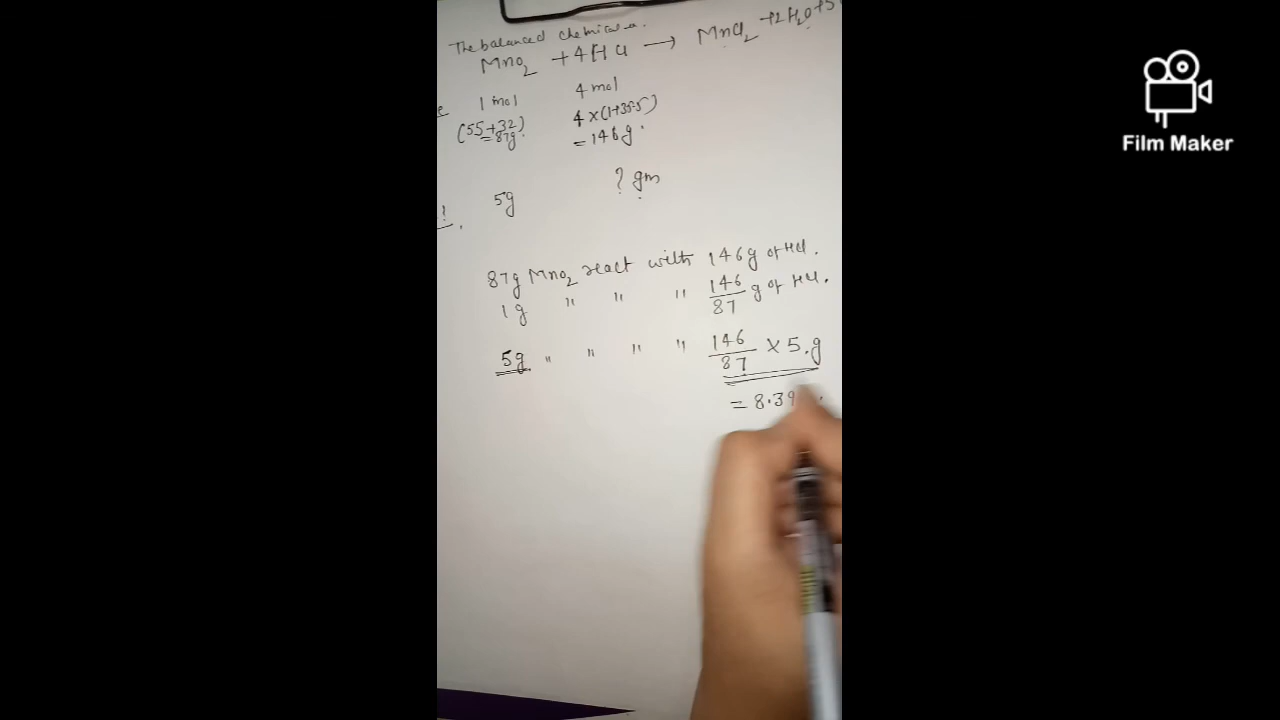 The balanced chemical
MnO2 + 4HCl → MnCl2 + 2H2O +
1 mol 4 mol
(55+32) 4 × (1+35.5)
= 87g. = 146g.
5g ? gm
87g MnO2 react with 146g of HCl.
1g " " " 146/87 g of HCl.
5g " " " " 146/87 × 5.g
= 8.39
Film Maker